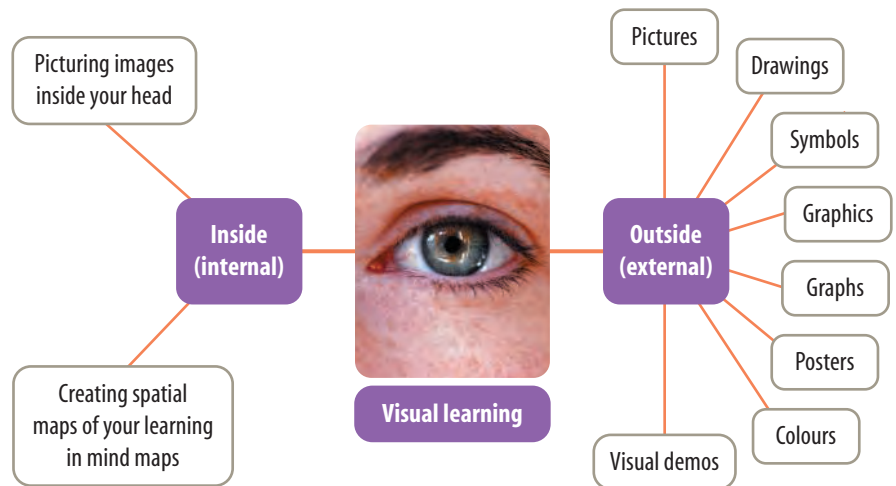 Picturing images
inside your head
Inside
(internal)
Creating spatial
maps of your learning
in mind maps
Visual learning
Outside
(external)
Pictures
Drawings
Symbols
Graphics
Graphs
Posters
Colours
Visual demos